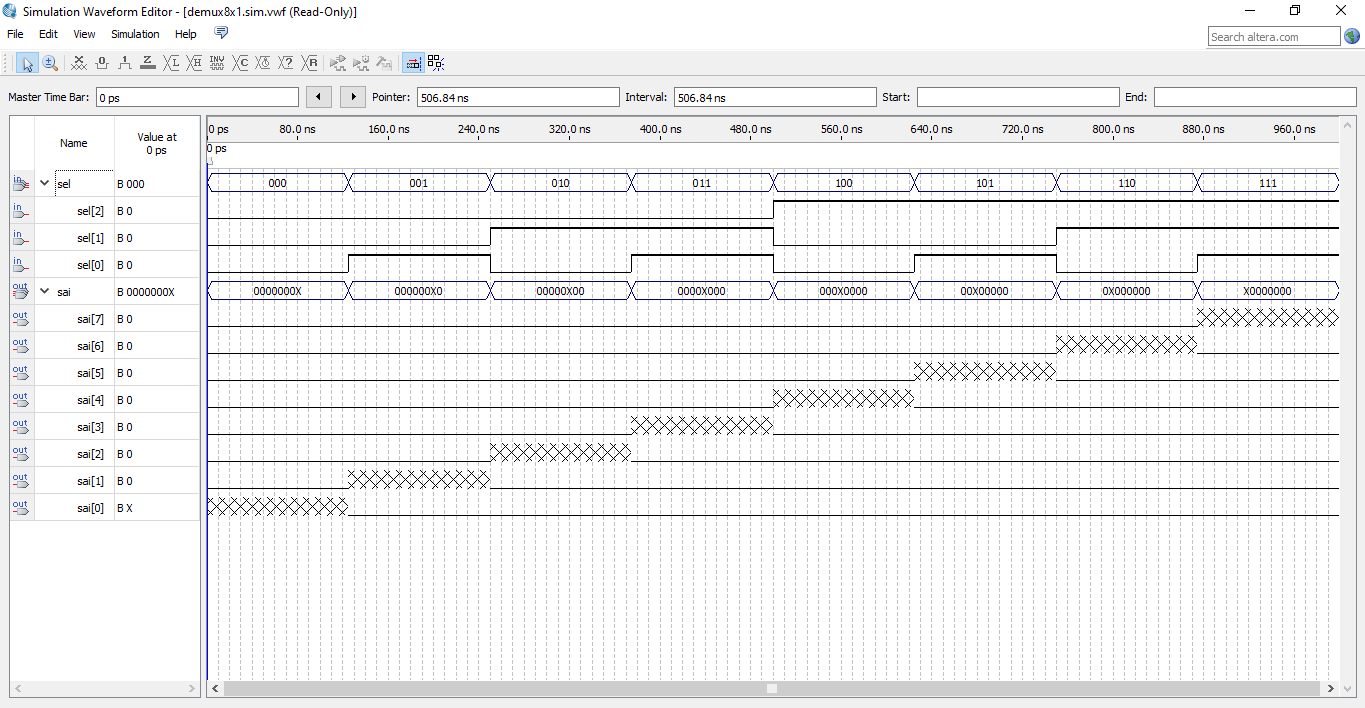 Simulation Waveform Editor - [demux8x1.sim.vwf (Read-Only)]
File Edit View Simulation Help
Search altera.com
Master Time Bar: 0 ps Pointer: 506.84 ns Interval: 506.84 ns Start: End:
Name Value at 0 ps
0 ps 80.0 ns 160.0 ns 240.0 ns 320.0 ns 400.0 ns 480.0 ns 560.0 ns 640.0 ns 720.0 ns 800.0 ns 880.0 ns 960.0 ns
0 ps
in sel B 000 000 001 010 011 100 101 110 111
in sel[2] B 0
in sel[1] B 0
in sel[0] B 0
out sai B 0000000X 0000000X 000000X0 00000X00 0000X000 000X0000 00X00000 0X000000 X0000000
out sai[7] B 0
out sai[6] B 0
out sai[5] B 0
out sai[4] B 0
out sai[3] B 0
out sai[2] B 0
out sai[1] B 0
out sai[0] B X